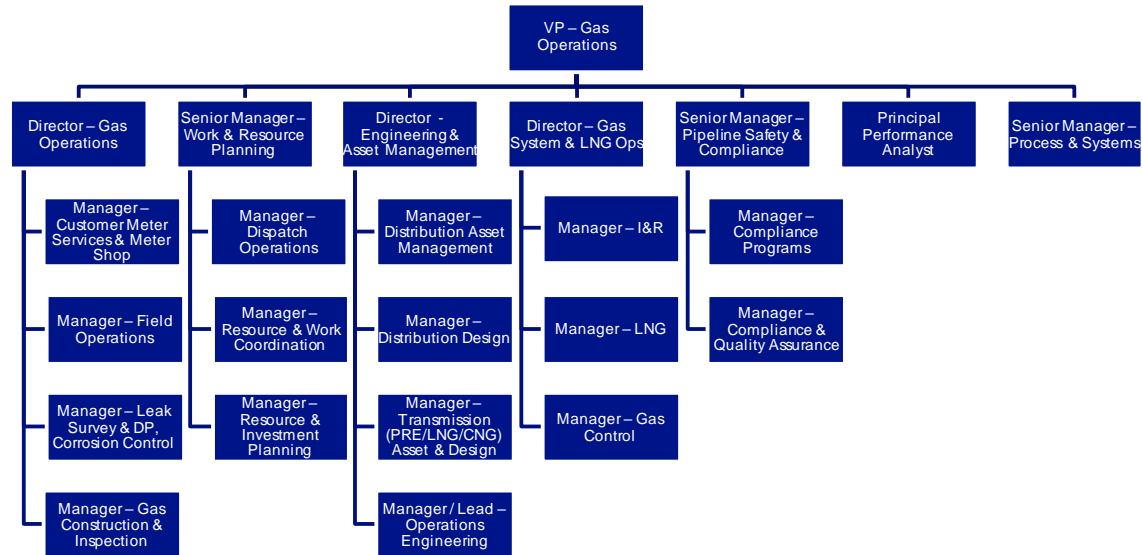 VP – Gas
Operations
Director – Gas
Operations
Senior Manager –
Work & Resource
Planning
Director -
Engineering &
Asset Management
Director – Gas
System & LNG Ops
Senior Manager –
Pipeline Safety &
Compliance
Principal
Performance
Analyst
Senior Manager –
Process & Systems
Manager –
Customer Meter
Services & Meter
Shop
Manager –
Dispatch
Operations
Manager –
Distribution Asset
Management
Manager – I&R
Manager –
Compliance
Programs
Manager – Field
Operations
Manager –
Resource & Work
Coordination
Manager –
Distribution Design
Manager – LNG
Manager –
Compliance &
Quality Assurance
Manager – Leak
Survey & DP,
Corrosion Control
Manager –
Resource &
Investment
Planning
Manager –
Transmission
(PRE/LNG/CNG)
Asset & Design
Manager – Gas
Control
Manager – Gas
Construction &
Inspection
Manager / Lead –
Operations
Engineering